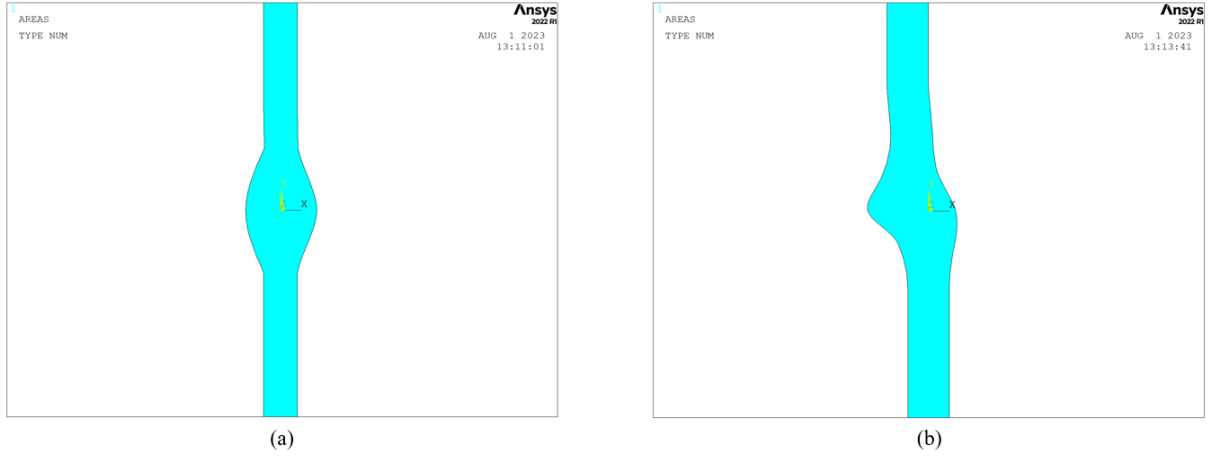 1
AREAS
TYPE NUM
Ansys
2022 R1
AUG 1 2023
13:11:01
Y
X
(a)
1
AREAS
TYPE NUM
Ansys
2022 R1
AUG 1 2023
13:13:41
Y
X
(b)